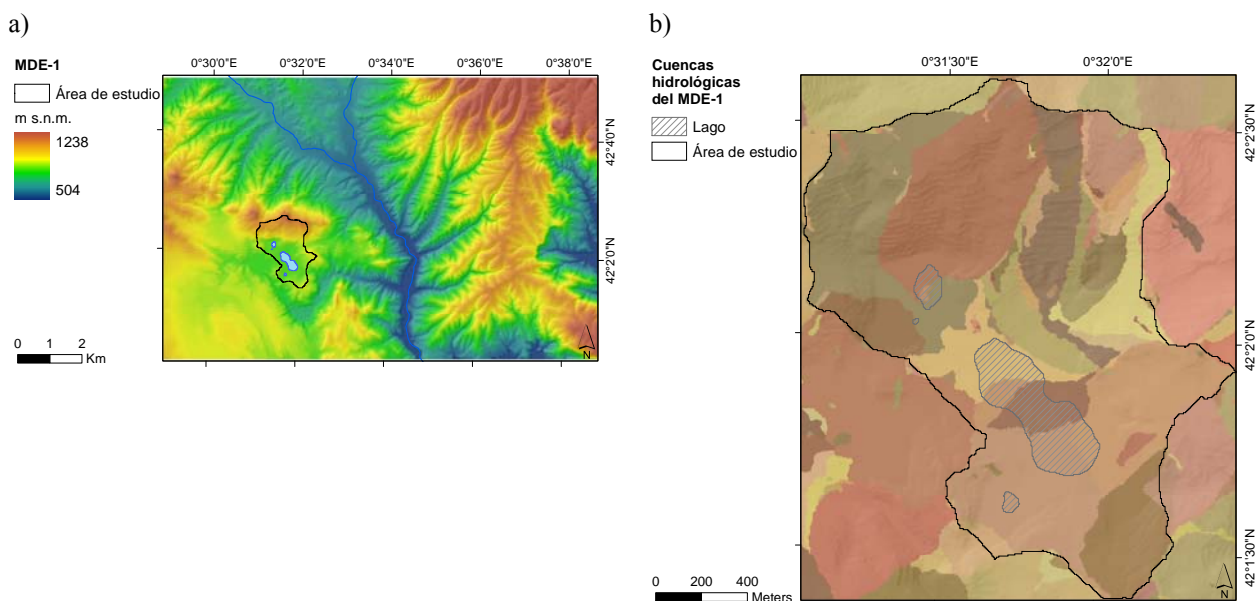 a)
MDE-1
Área de estudio
m s.n.m.
1238
504
0 1 2
Km
0°30'0"E 0°32'0"E 0°34'0"E 0°36'0"E 0°38'0"E
42°4'0"N
42°2'0"N
N
b)
Cuencas
hidrológicas
del MDE-1
Lago
Área de estudio
0 200 400
Meters
0°31'30"E 0°32'0"E
42°2'30"N
42°2'0"N
42°1'30"N
N